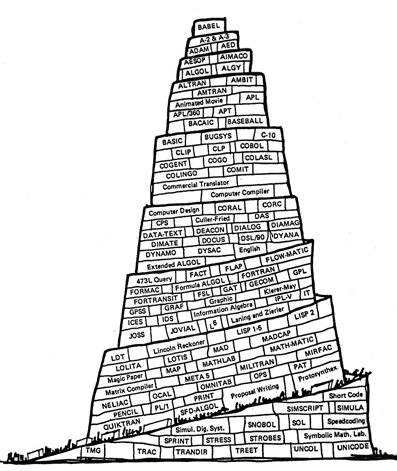 BABEL
A-2 & A-3
ADAM AED
AESOP AIMACO
ALGOL ALGY
ALTRAN AMBIT
AMTRAN
Animated Movie APL
APL/360 APT
BACAIC BASEBALL
BASIC BUGSYS C-10
CLIP CLP COBOL
COGENT COGO COLASL
COLINGO COMIT
Commercial Translator
Computer Compiler
Computer Design CORAL CORC
CPS Culler-Fried DAS
DATA-TEXT DEACON DIALOG DIAMAG
DIMATE DOCUS DSL/90 DYANA
DYNAMO DYSAC English
Extended ALGOL FLOW-MATIC
473L Query FACT FLAP FORTRAN GPL
FORMAC Formula ALGOL GECOM
FORTRANSIT FSL GAT Klerer-May
GPSS GRAF Graphic IPL-V IT
ICES IDS Information Algebra
JOSS JOVIAL L6 Laning and Zierler LISP 2
LDT Lincoln Reckoner LISP 1-5
LOLITA LOTIS MAD MADCAP
Magic Paper MAP MATHLAB MATH-MATIC
Matrix Compiler META 5 MILITRAN MIRFAC
NELIAC OCAL OMNITAB OPS PAT
PENCIL PL/1 PRINT Proposal Writing Protosynthex
QUIKTRAN SFD-ALGOL Short Code
SIMSCRIPT SIMULA
Simul. Dig. Syst. SNOBOL SOL Speedcoding
SPRINT STRESS STROBES Symbolic Math. Lab.
TMG TRAC TRANDIR TREET UNCOL UNICODE